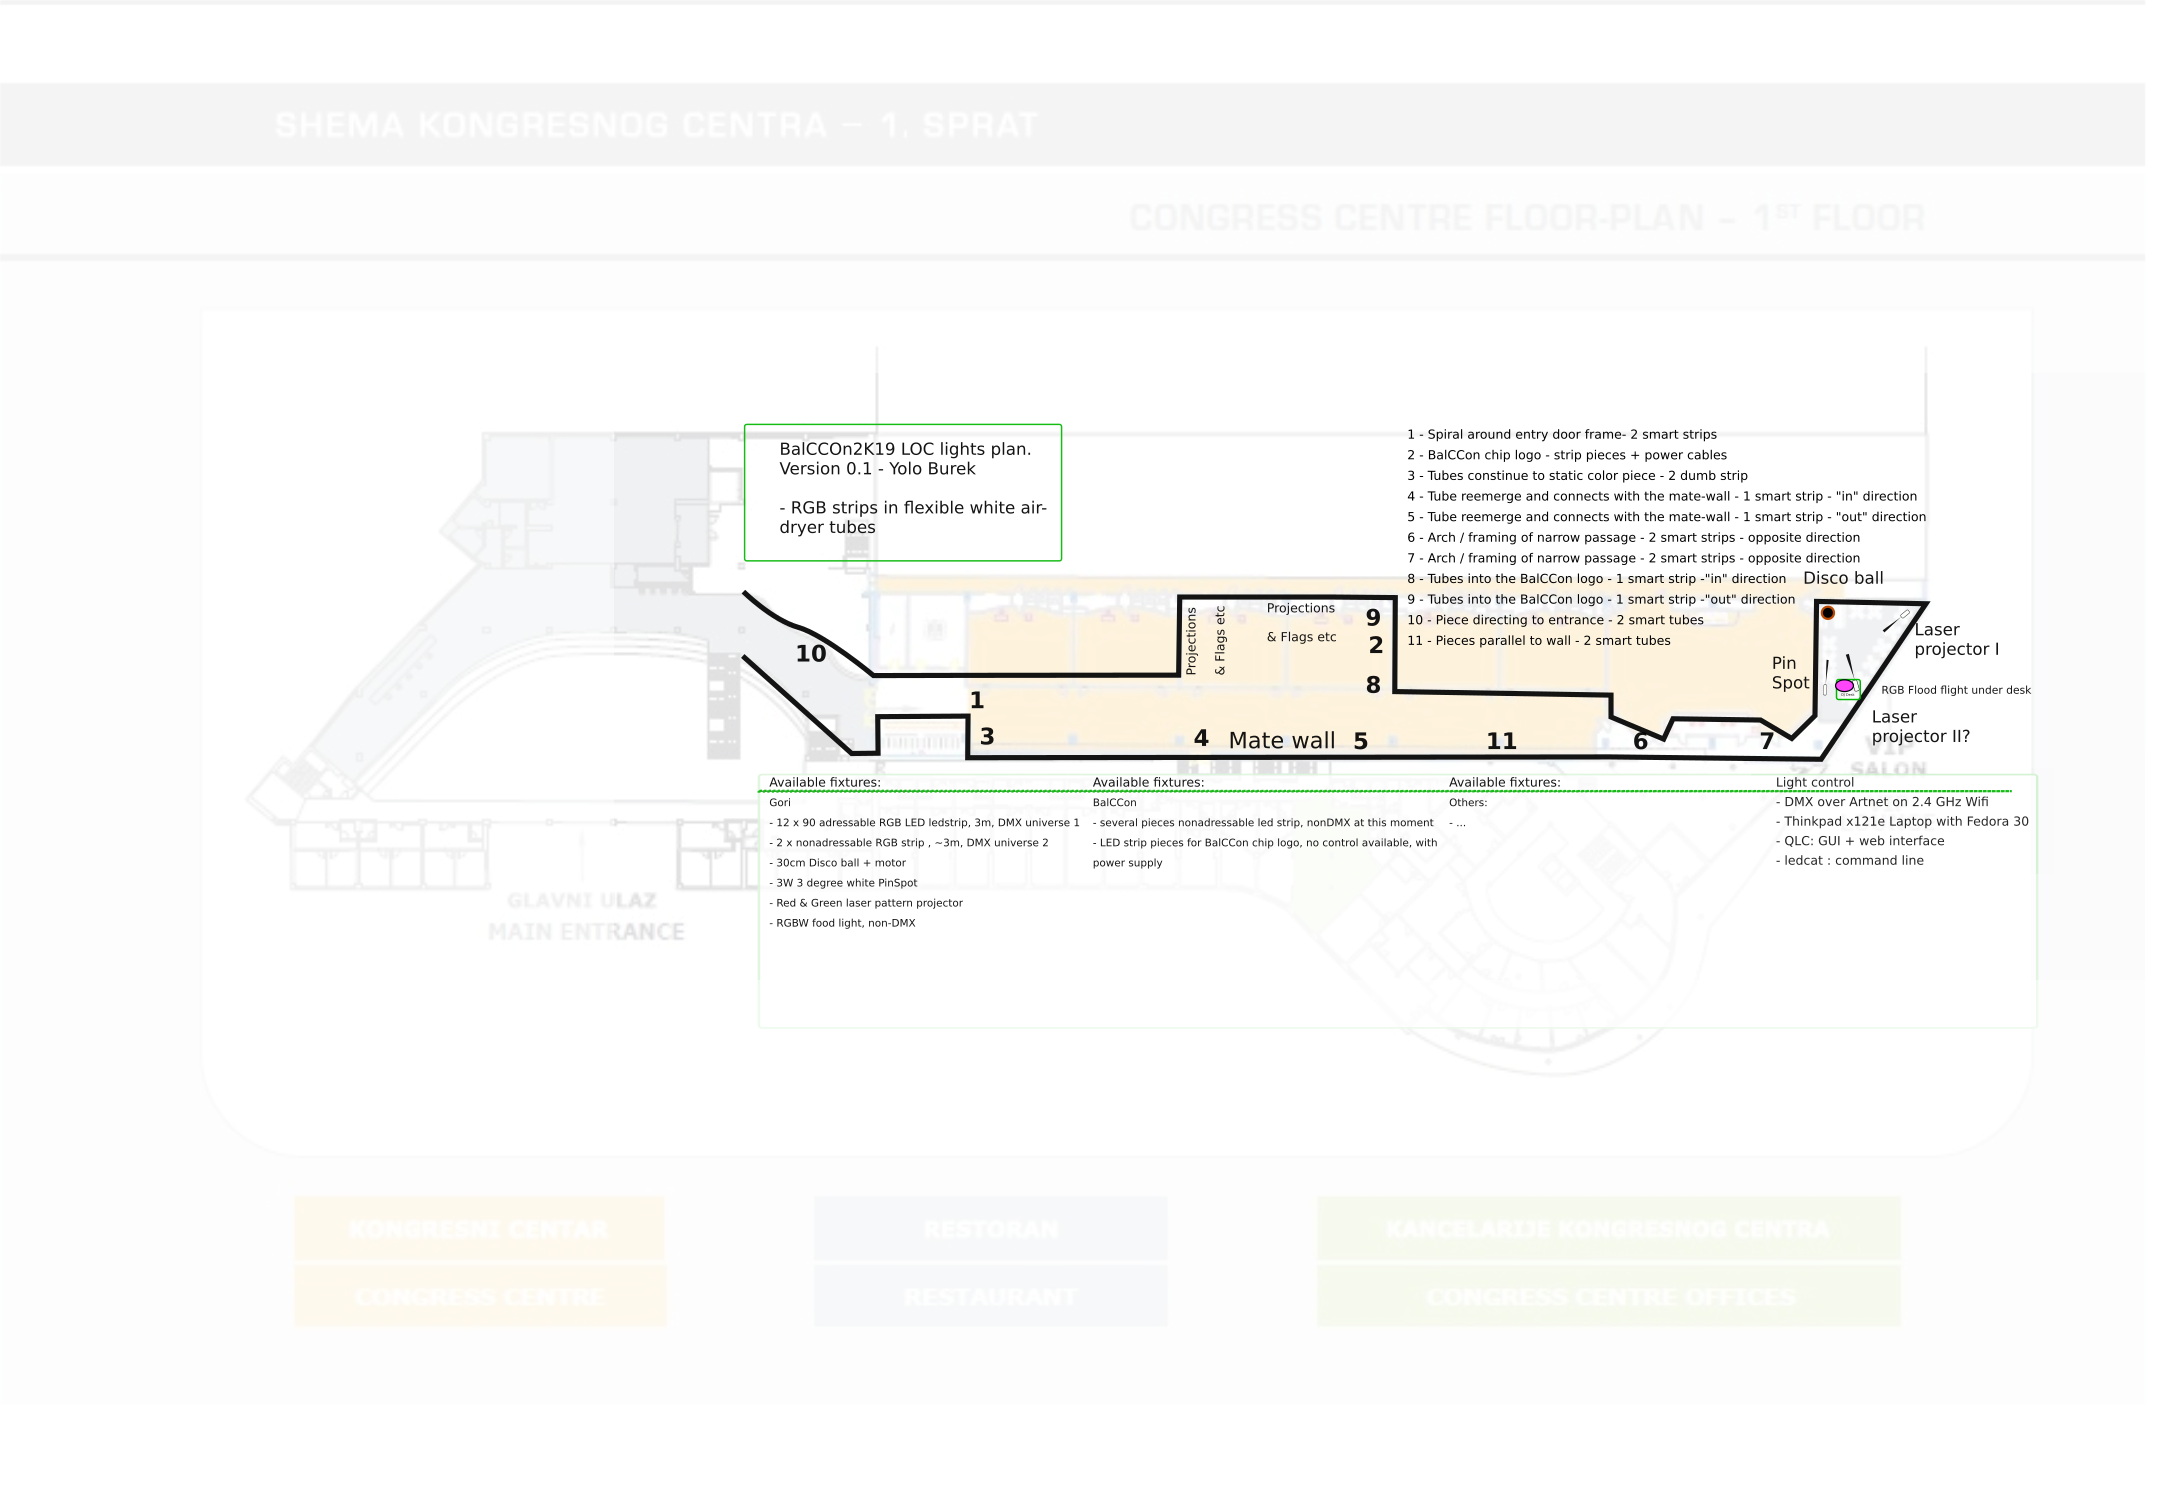 SHEMA KONGRESNOG CENTRA – 1. SPRAT
CONGRESS CENTRE FLOOR-PLAN – 1ST FLOOR
BalCCOn2K19 LOC lights plan.
Version 0.1 - Yolo Burek
- RGB strips in flexible white air-
dryer tubes
1 - Spiral around entry door frame- 2 smart strips
2 - BalCCon chip logo - strip pieces + power cables
3 - Tubes constinue to static color piece - 2 dumb strip
4 - Tube reemerge and connects with the mate-wall - 1 smart strip - "in" direction
5 - Tube reemerge and connects with the mate-wall - 1 smart strip - "out" direction
6 - Arch / framing of narrow passage - 2 smart strips - opposite direction
7 - Arch / framing of narrow passage - 2 smart strips - opposite direction
8 - Tubes into the BalCCon logo - 1 smart strip -"in" direction
9 - Tubes into the BalCCon logo - 1 smart strip -"out" direction
10 - Piece directing to entrance - 2 smart tubes
11 - Pieces parallel to wall - 2 smart tubes
Disco ball
Projections
& Flags etc
Projections
& Flags etc
9
2
8
10
1
3
4
Mate wall
5
11
6
7
Pin
Spot
Laser
projector I
RGB Flood flight under desk
Laser
projector II?
VIP
SALON
Available fixtures:
Gori
- 12 x 90 adressable RGB LED ledstrip, 3m, DMX universe 1
- 2 x nonadressable RGB strip , ~3m, DMX universe 2
- 30cm Disco ball + motor
- 3W 3 degree white PinSpot
- Red & Green laser pattern projector
- RGBW food light, non-DMX
Available fixtures:
BalCCon
- several pieces nonadressable led strip, nonDMX at this moment
- LED strip pieces for BalCCon chip logo, no control available, with
power supply
Available fixtures:
Others:
- ...
Light control
- DMX over Artnet on 2.4 GHz Wifi
- Thinkpad x121e Laptop with Fedora 30
- QLC: GUI + web interface
- ledcat : command line
GLAVNI ULAZ
MAIN ENTRANCE
KONGRESNI CENTAR
CONGRESS CENTRE
RESTORAN
RESTAURANT
KANCELARIJE KONGRESNOG CENTRA
CONGRESS CENTRE OFFICES